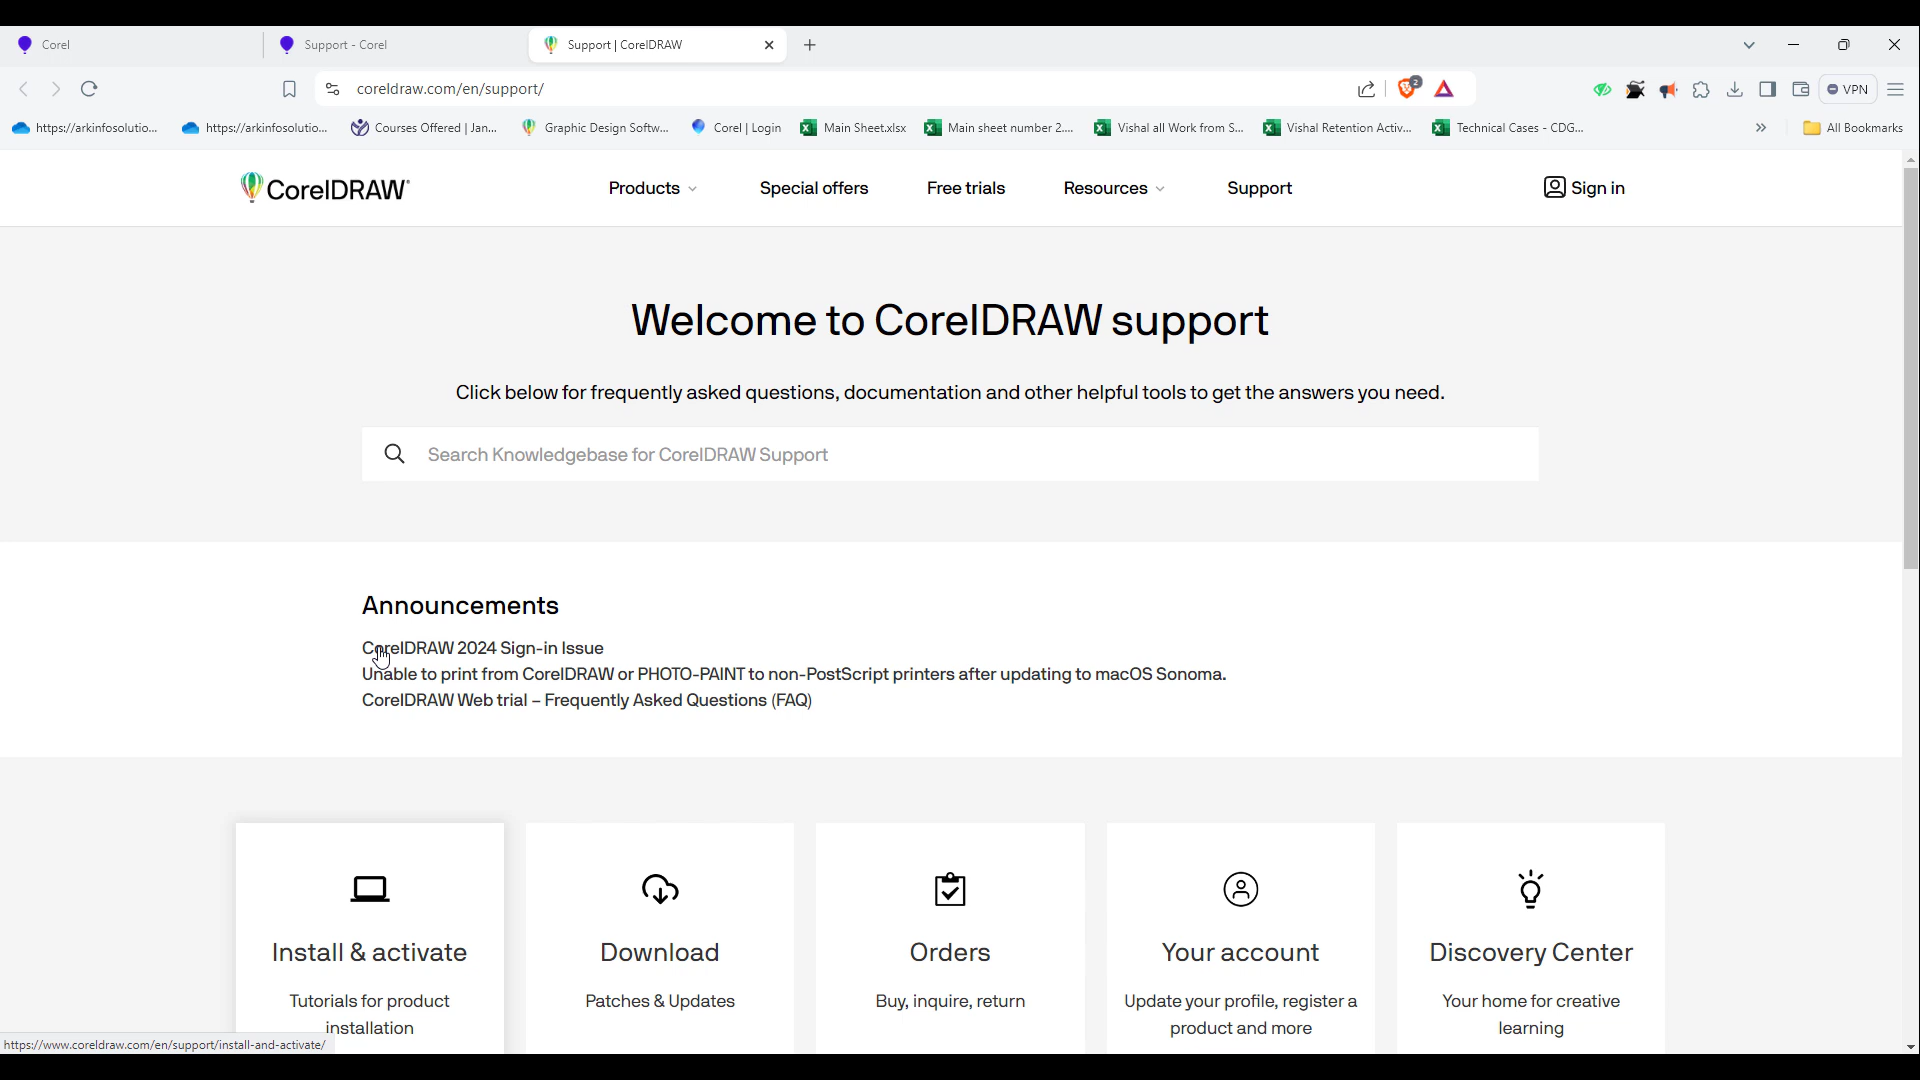 Corel
Support - Corel
Support | CorelDRAW
coreldraw.com/en/support/
2
VPN
https://arkinfosolutio...
https://arkinfosolutio...
Courses Offered | Jan...
Graphic Design Softw...
Corel | Login
Main Sheet.xlsx
Main sheet number 2....
Vishal all Work from S...
Vishal Retention Activ...
Technical Cases - CDG...
All Bookmarks
CorelDRAW®
Products
Special offers
Free trials
Resources
Support
Sign in
Welcome to CorelDRAW support
Click below for frequently asked questions, documentation and other helpful tools to get the answers you need.
Search Knowledgebase for CorelDRAW Support
Announcements
CorelDRAW 2024 Sign-in Issue
Unable to print from CorelDRAW or PHOTO-PAINT to non-PostScript printers after updating to macOS Sonoma.
CorelDRAW Web trial – Frequently Asked Questions (FAQ)
Install & activate
Tutorials for product
installation
Download
Patches & Updates
Orders
Buy, inquire, return
Your account
Update your profile, register a
product and more
Discovery Center
Your home for creative
learning
https://www.coreldraw.com/en/support/install-and-activate/